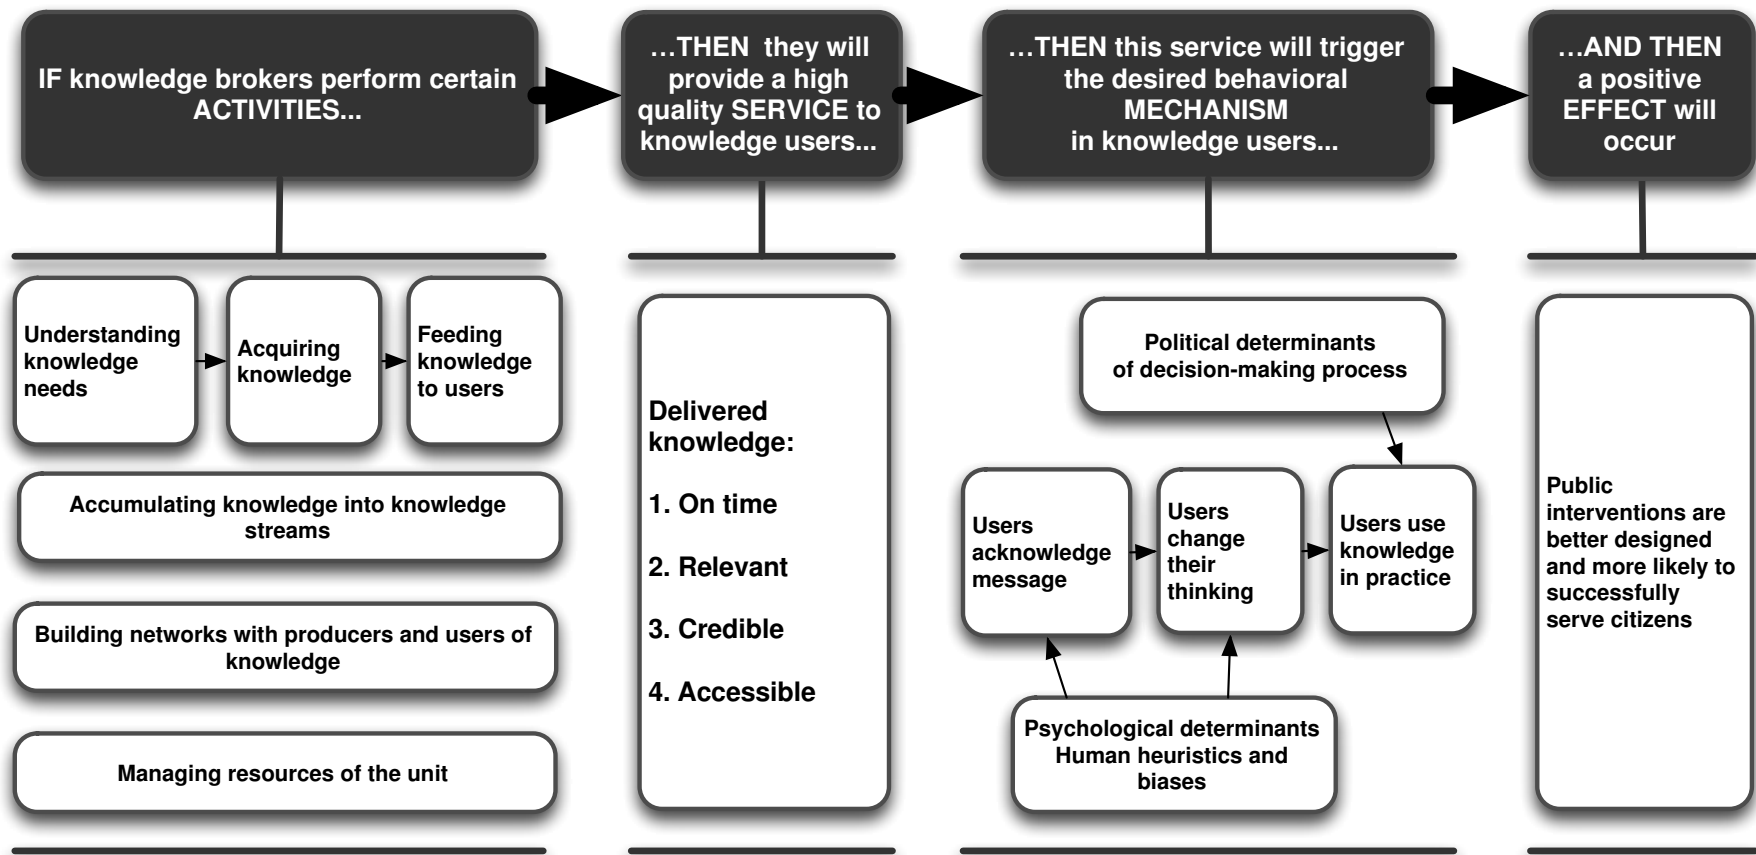 IF knowledge brokers perform certain
ACTIVITIES...
…THEN they will
provide a high
quality SERVICE to
knowledge users...
…THEN this service will trigger
the desired behavioral
MECHANISM
in knowledge users...
…AND THEN
a positive
EFFECT will
occur
Understanding
knowledge
needs
Acquiring
knowledge
Feeding
knowledge
to users
Accumulating knowledge into knowledge
streams
Building networks with producers and users of
knowledge
Managing resources of the unit
Delivered
knowledge:
1. On time
2. Relevant
3. Credible
4. Accessible
Political determinants
of decision-making process
Users
acknowledge
message
Users
change
their
thinking
Users use
knowledge
in practice
Psychological determinants
Human heuristics and
biases
Public
interventions are
better designed
and more likely to
successfully
serve citizens